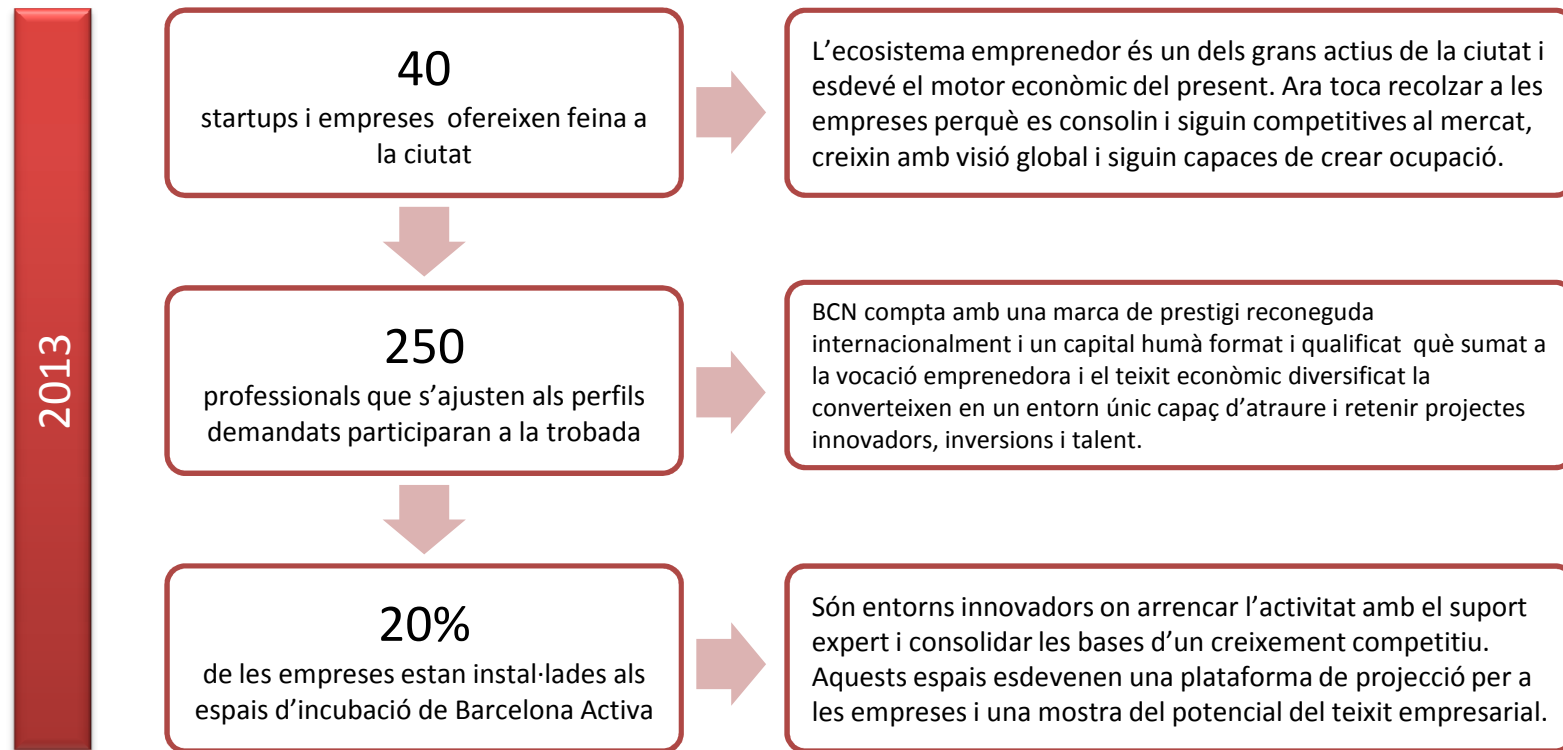 2013
40
startups i empreses ofereixen feina a
la ciutat
L’ecosistema emprenedor és un dels grans actius de la ciutat i
esdevé el motor econòmic del present. Ara toca recolzar a les
empreses perquè es consolin i siguin competitives al mercat,
creixin amb visió global i siguin capaces de crear ocupació.
250
professionals que s’ajusten als perfils
demandats participaran a la trobada
BCN compta amb una marca de prestigi reconeguda
internacionalment i un capital humà format i qualificat què sumat a
la vocació emprenedora i el teixit econòmic diversificat la
converteixen en un entorn únic capaç d’atraure i retenir projectes
innovadors, inversions i talent.
20%
de les empreses estan instal·lades als
espais d’incubació de Barcelona Activa
Són entorns innovadors on arrencar l’activitat amb el suport
expert i consolidar les bases d’un creixement competitiu.
Aquests espais esdevenen una plataforma de projecció per a
les empreses i una mostra del potencial del teixit empresarial.